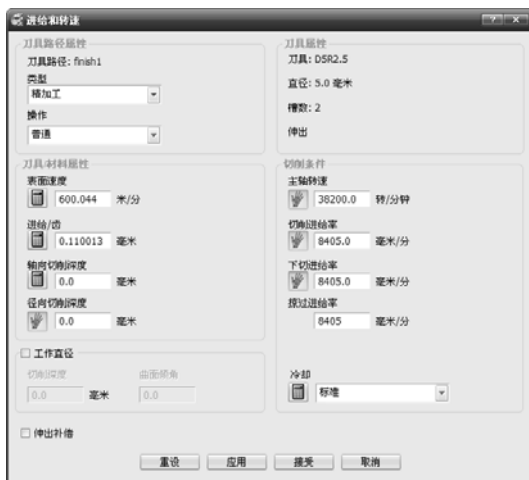 进给和转速
刀具路径属性
刀具路径: finish1
类型
精加工
操作
普通
刀具属性
刀具: D5R2.5
直径: 5.0 毫米
槽数: 2
伸出
刀具/材料属性
表面速度
600.044 米/分
进给/齿
0.110013 毫米
轴向切削深度
0.0 毫米
径向切削深度
0.0 毫米
切削条件
主轴转速
38200.0 转/分钟
切削进给率
8405.0 毫米/分
下切进给率
8405.0 毫米/分
掠过进给率
8405 毫米/分
工作直径
切削深度 曲面倾角
0.0 毫米 0.0
冷却
标准
伸出补偿
重设 应用 接受 取消